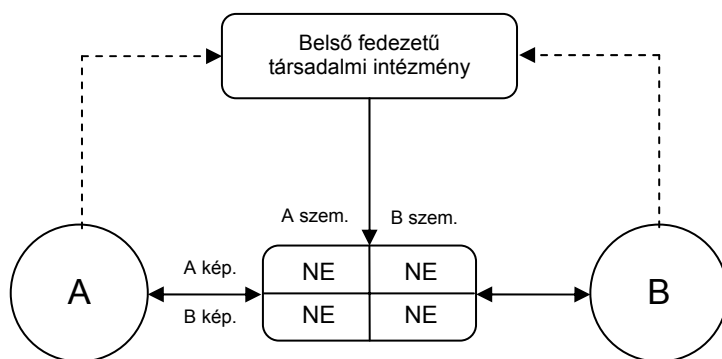 Belső fedezetű
társadalmi intézmény
A szem. B szem.
A kép.
NE NE
A
B
B kép.
NE NE